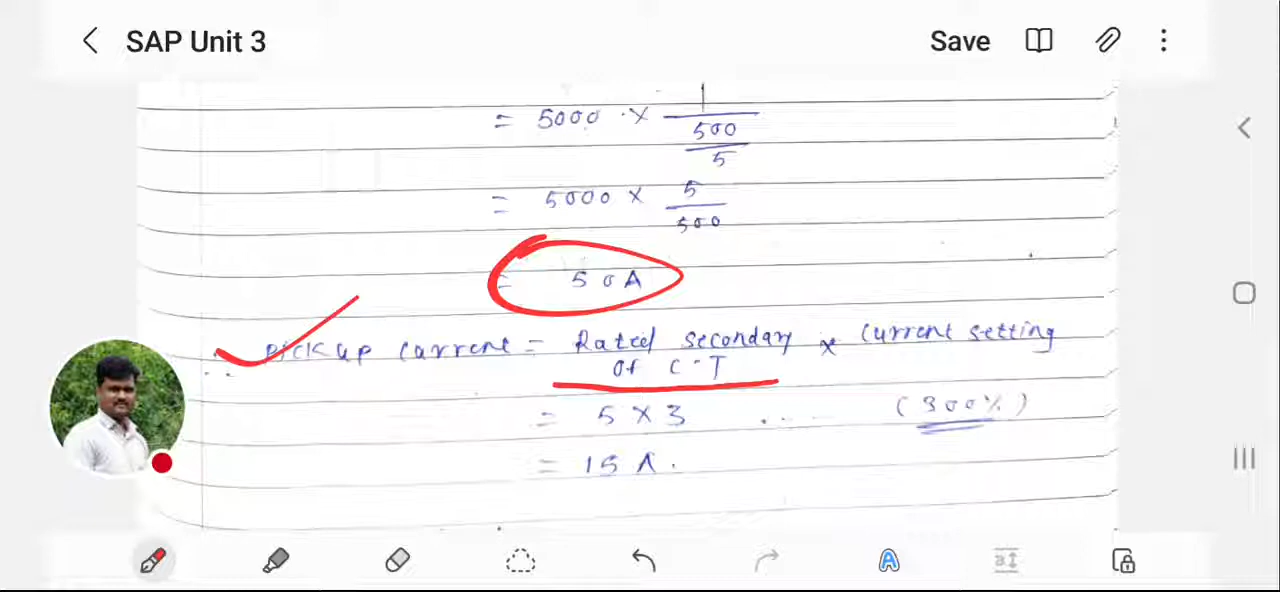 SAP Unit 3
Save
= 5000 × 1
500
5
= 5000 × 5
500
= 50A
∴ Pickup current = Rated secondary × Current setting
of C-T
= 5 × 3 .... (300%)
= 15 A.